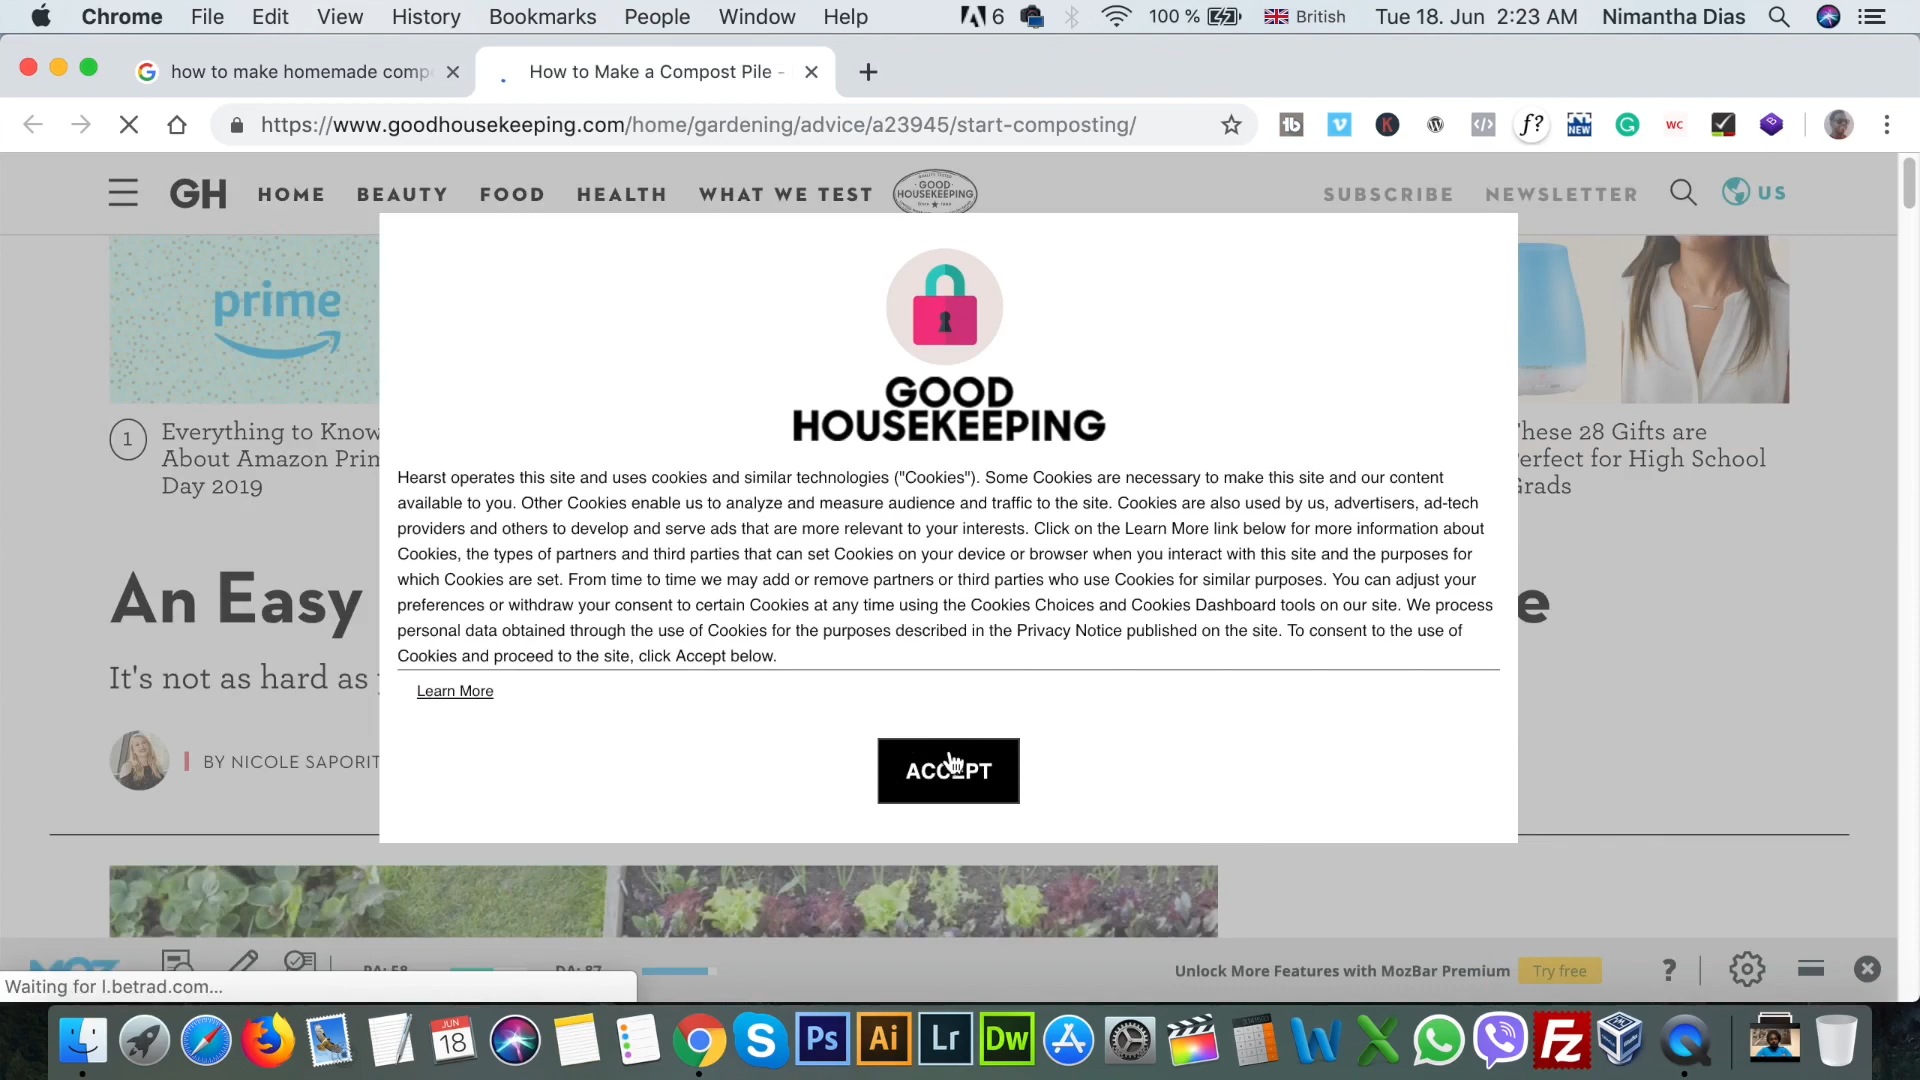 Chrome File Edit View History Bookmarks People Window Help 6 100 % British Tue 18. Jun 2:23 AM Nimantha Dias
how to make homemade comp
How to Make a Compost Pile -
https://www.goodhousekeeping.com/home/gardening/advice/a23945/start-composting/
GH HOME BEAUTY FOOD HEALTH WHAT WE TEST GOOD HOUSEKEEPING SUBSCRIBE NEWSLETTER US
prime
1 Everything to Know
About Amazon Prim
Day 2019
These 28 Gifts are
Perfect for High School
Grads
GOOD
HOUSEKEEPING
Hearst operates this site and uses cookies and similar technologies ("Cookies"). Some Cookies are necessary to make this site and our content
available to you. Other Cookies enable us to analyze and measure audience and traffic to the site. Cookies are also used by us, advertisers, ad-tech
providers and others to develop and serve ads that are more relevant to your interests. Click on the Learn More link below for more information about
Cookies, the types of partners and third parties that can set Cookies on your device or browser when you interact with this site and the purposes for
which Cookies are set. From time to time we may add or remove partners or third parties who use Cookies for similar purposes. You can adjust your
preferences or withdraw your consent to certain Cookies at any time using the Cookies Choices and Cookies Dashboard tools on our site. We process
personal data obtained through the use of Cookies for the purposes described in the Privacy Notice published on the site. To consent to the use of
Cookies and proceed to the site, click Accept below.
Learn More
ACCEPT
An Easy
e
It's not as hard as
BY NICOLE SAPORIT
MOZ PA: 58 DA: 87 Unlock More Features with MozBar Premium Try free ?
Waiting for l.betrad.com...
JUN
18
Ps Ai Lr Dw